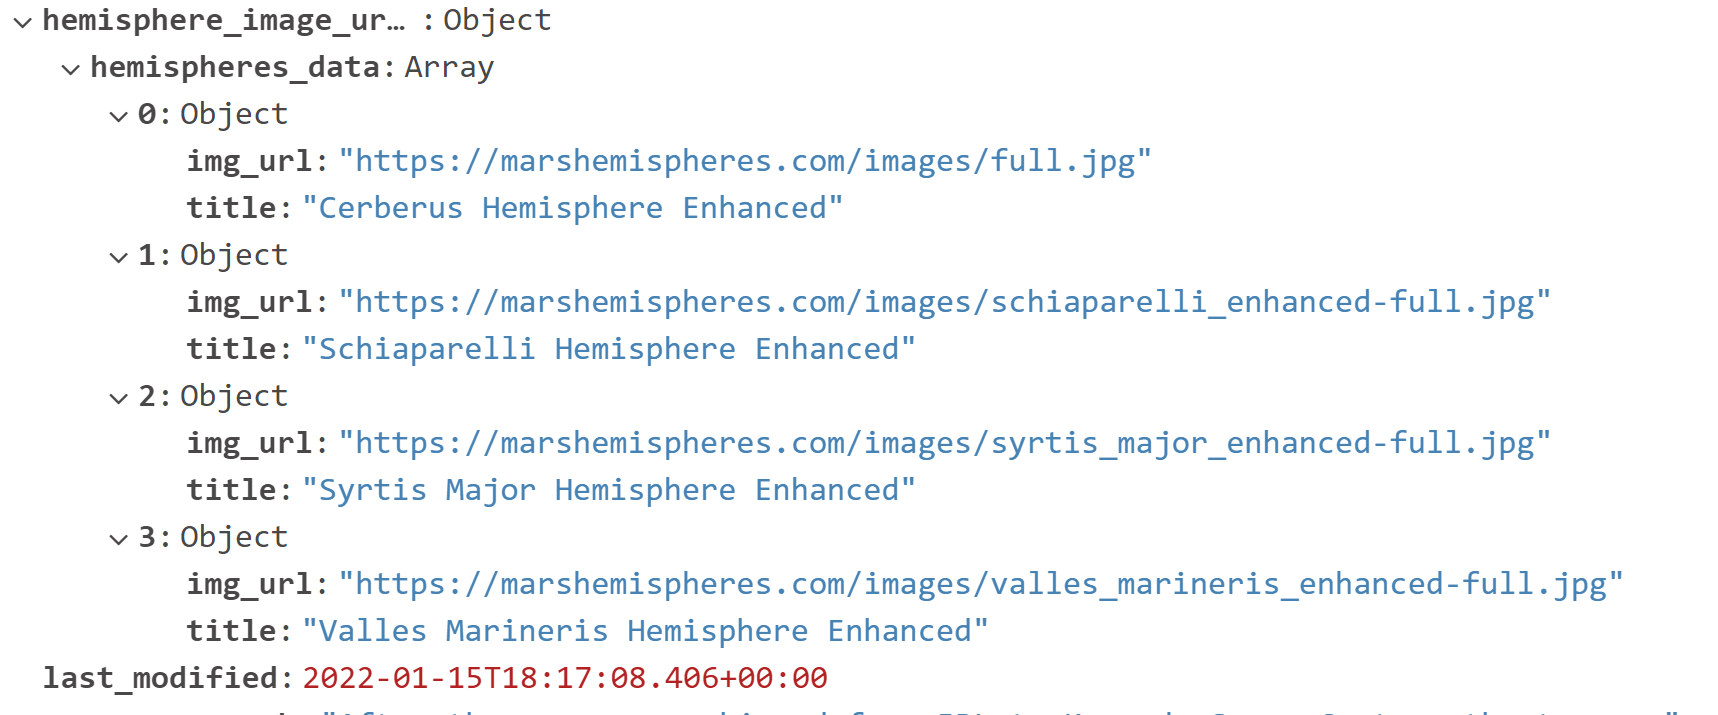 hemisphere_image_ur… : Object
hemispheres_data: Array
0: Object
img_url: "https://marshemispheres.com/images/full.jpg"
title: "Cerberus Hemisphere Enhanced"
1: Object
img_url: "https://marshemispheres.com/images/schiaparelli_enhanced-full.jpg"
title: "Schiaparelli Hemisphere Enhanced"
2: Object
img_url: "https://marshemispheres.com/images/syrtis_major_enhanced-full.jpg"
title: "Syrtis Major Hemisphere Enhanced"
3: Object
img_url: "https://marshemispheres.com/images/valles_marineris_enhanced-full.jpg"
title: "Valles Marineris Hemisphere Enhanced"
last_modified: 2022-01-15T18:17:08.406+00:00